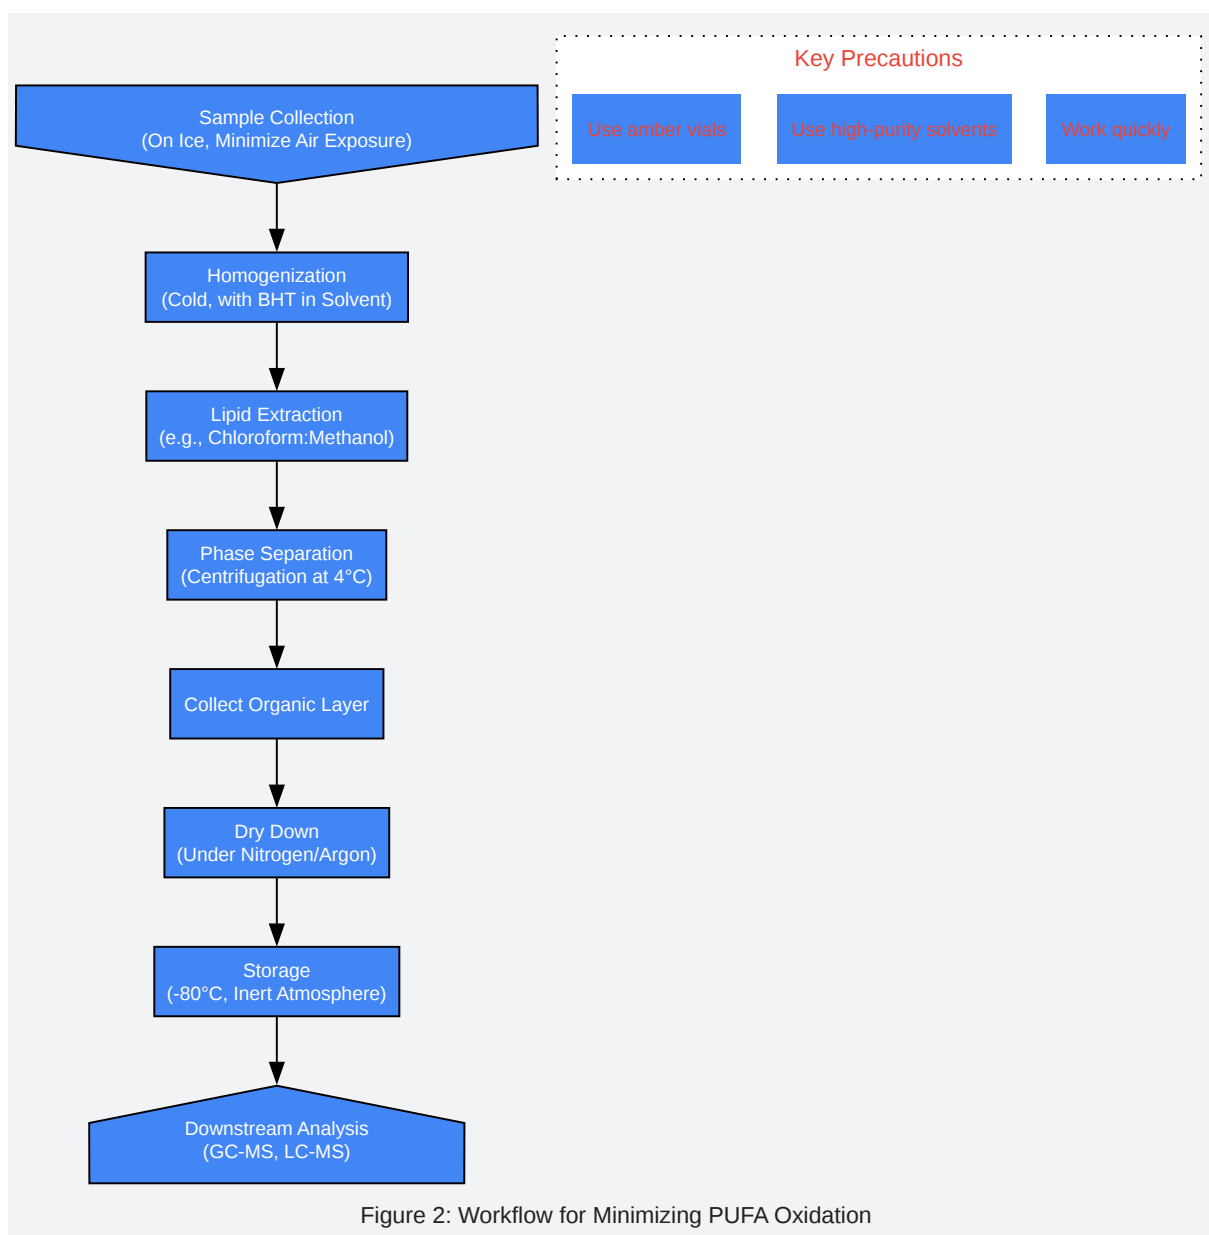 Key Precautions
Use amber vials
Use high-purity solvents
Work quickly
Sample Collection
(On Ice, Minimize Air Exposure)
Homogenization
(Cold, with BHT in Solvent)
Lipid Extraction
(e.g., Chloroform:Methanol)
Phase Separation
(Centrifugation at 4°C)
Collect Organic Layer
Dry Down
(Under Nitrogen/Argon)
Storage
(-80°C, Inert Atmosphere)
Downstream Analysis
(GC-MS, LC-MS)
Figure 2: Workflow for Minimizing PUFA Oxidation